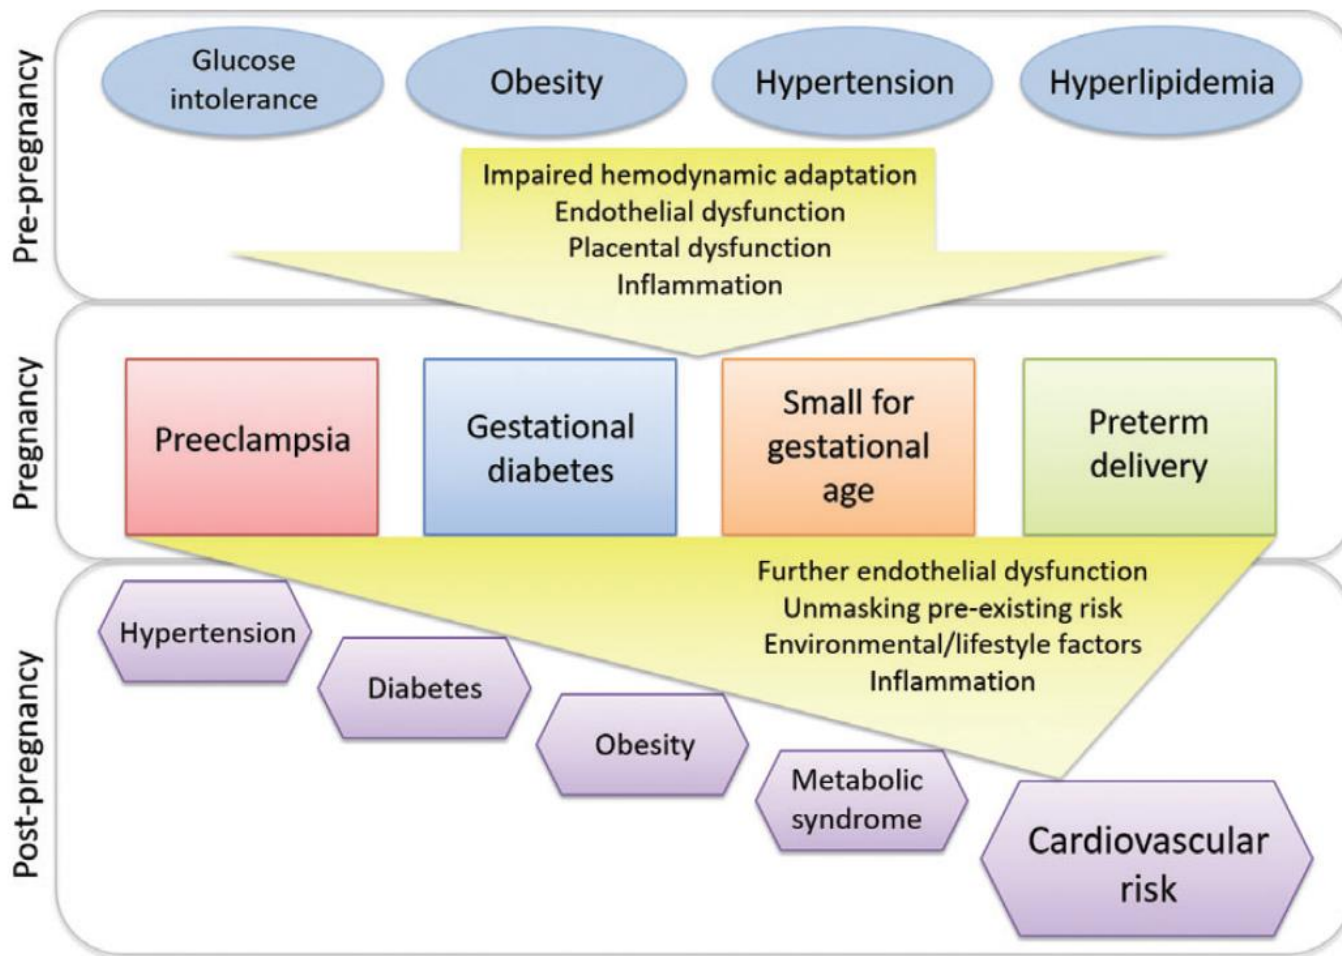 Pre-pregnancy
Glucose
intolerance
Obesity
Hypertension
Hyperlipidemia
Impaired hemodynamic adaptation
Endothelial dysfunction
Placental dysfunction
Inflammation
Pregnancy
Preeclampsia
Gestational
diabetes
Small for
gestational
age
Preterm
delivery
Post-pregnancy
Further endothelial dysfunction
Unmasking pre-existing risk
Environmental/lifestyle factors
Inflammation
Hypertension
Diabetes
Obesity
Metabolic
syndrome
Cardiovascular
risk